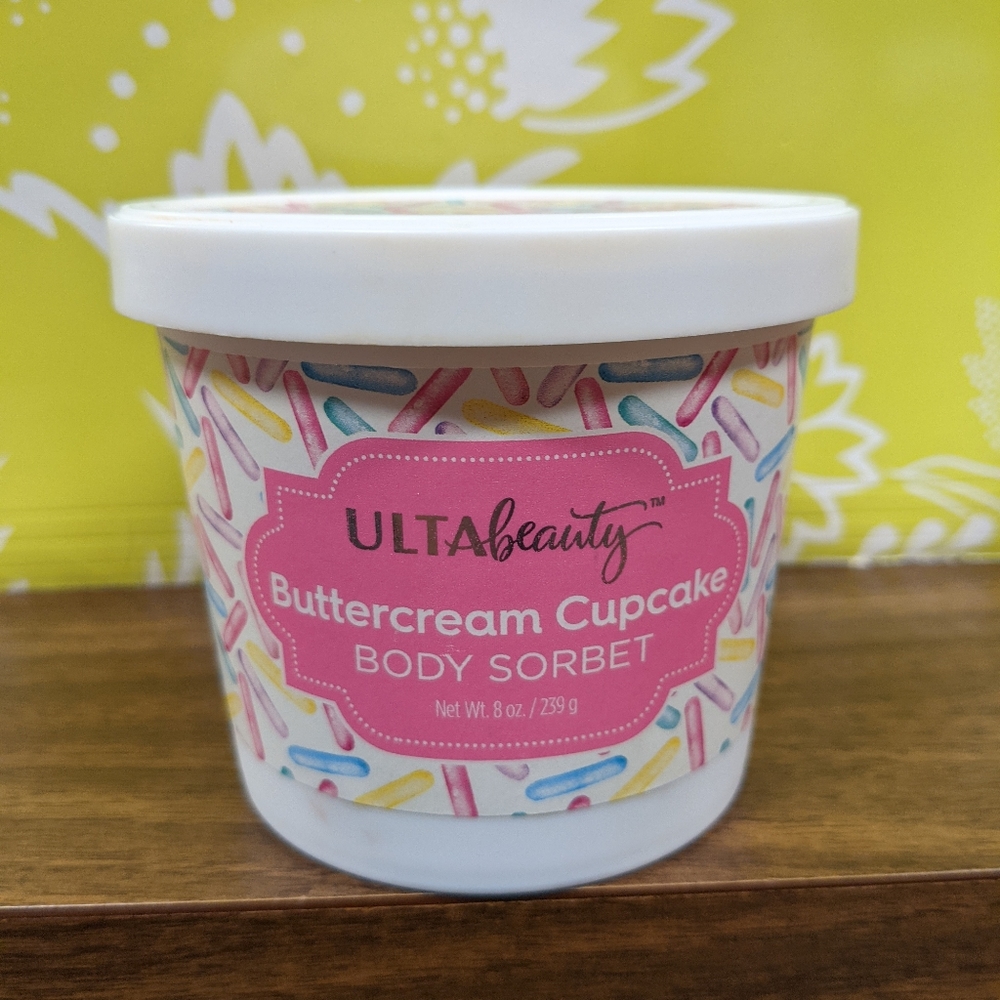 ULTAbeauty™
Buttercream Cupcake
BODY SORBET
Net Wt. 8 oz. / 239 g